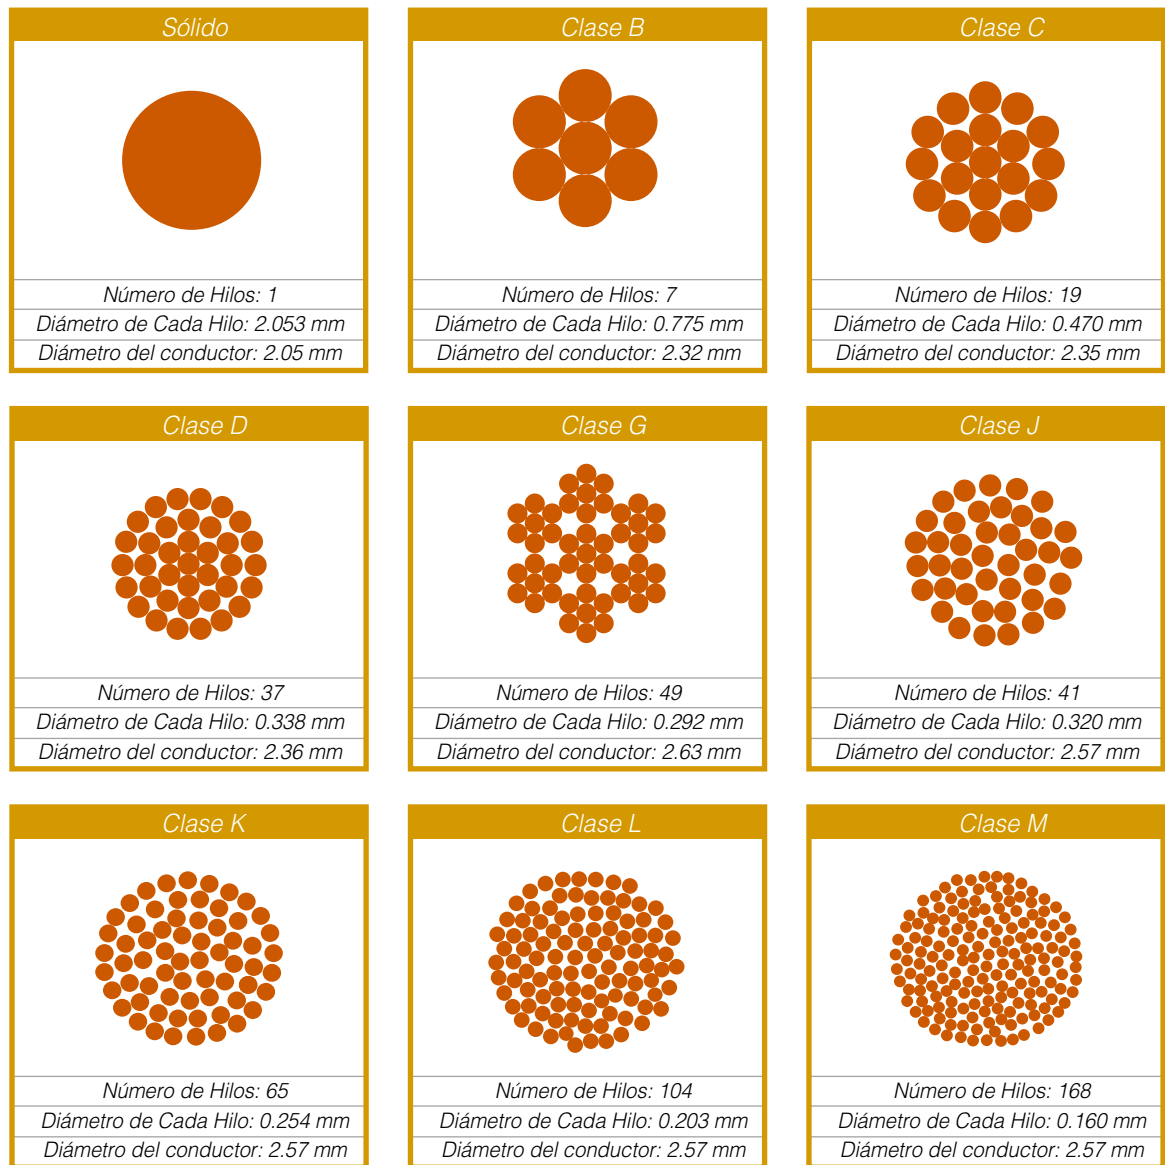 Sólido
Número de Hilos: 1
Diámetro de Cada Hilo: 2.053 mm
Diámetro del conductor: 2.05 mm
Clase B
Número de Hilos: 7
Diámetro de Cada Hilo: 0.775 mm
Diámetro del conductor: 2.32 mm
Clase C
Número de Hilos: 19
Diámetro de Cada Hilo: 0.470 mm
Diámetro del conductor: 2.35 mm
Clase D
Número de Hilos: 37
Diámetro de Cada Hilo: 0.338 mm
Diámetro del conductor: 2.36 mm
Clase G
Número de Hilos: 49
Diámetro de Cada Hilo: 0.292 mm
Diámetro del conductor: 2.63 mm
Clase J
Número de Hilos: 41
Diámetro de Cada Hilo: 0.320 mm
Diámetro del conductor: 2.57 mm
Clase K
Número de Hilos: 65
Diámetro de Cada Hilo: 0.254 mm
Diámetro del conductor: 2.57 mm
Clase L
Número de Hilos: 104
Diámetro de Cada Hilo: 0.203 mm
Diámetro del conductor: 2.57 mm
Clase M
Número de Hilos: 168
Diámetro de Cada Hilo: 0.160 mm
Diámetro del conductor: 2.57 mm